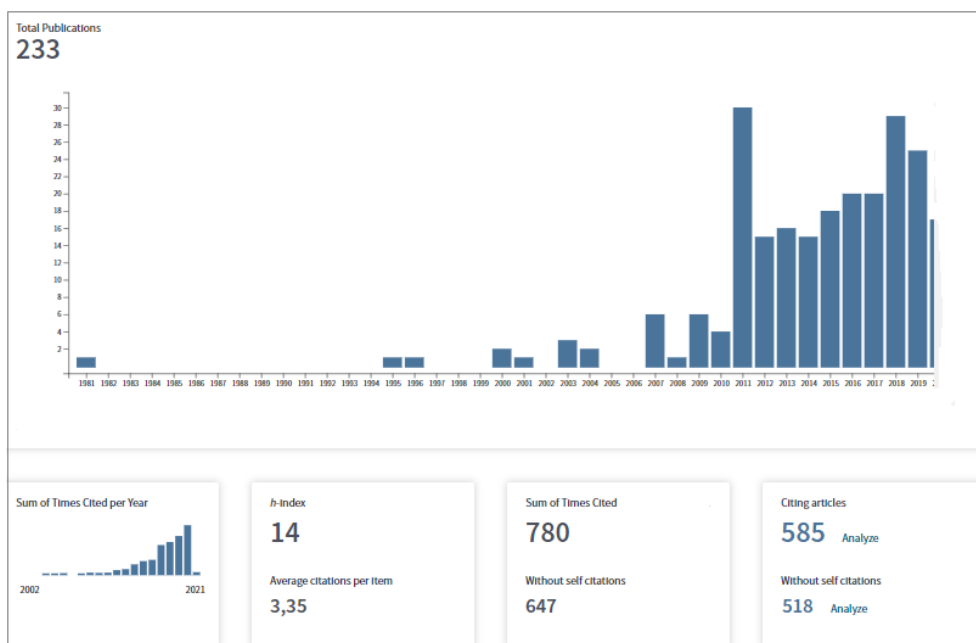 Total Publications
233
30
28
26
24
22
20
18
16
14
12
10
8
6
4
2
1981 1982 1983 1984 1985 1986 1987 1988 1989 1990 1991 1992 1993 1994 1995 1996 1997 1998 1999 2000 2001 2002 2003 2004 2005 2006 2007 2008 2009 2010 2011 2012 2013 2014 2015 2016 2017 2018 2019
Sum of Times Cited per Year
2002 2021
h-index
14
Average citations per item
3,35
Sum of Times Cited
780
Without self citations
647
Citing articles
585 Analyze
Without self citations
518 Analyze